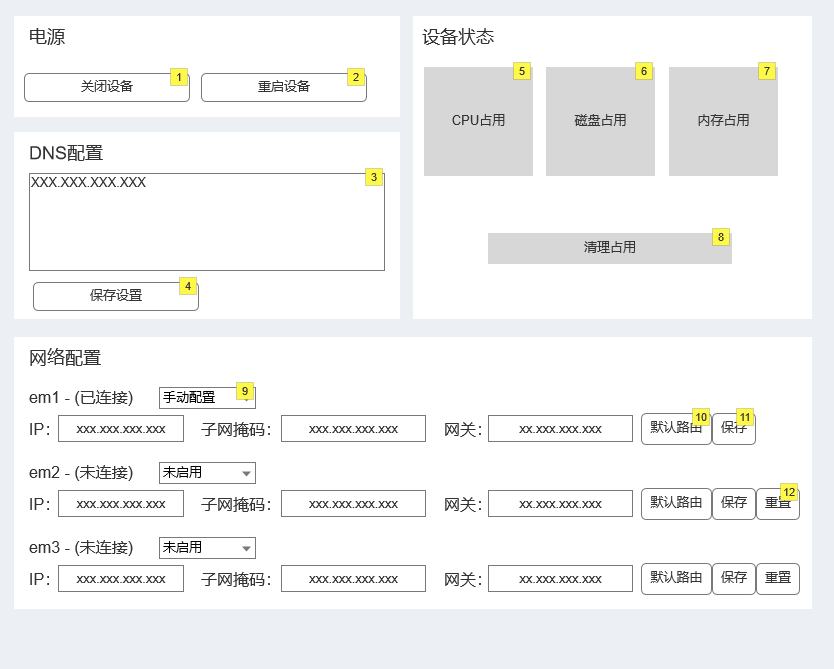 电源
关闭设备 1
重启设备 2
DNS配置
XXX.XXX.XXX.XXX 3
保存设置 4
设备状态
CPU占用 5
磁盘占用 6
内存占用 7
清理占用 8
网络配置
em1 - (已连接) 手动配置 9
IP: xxx.xxx.xxx.xxx 子网掩码: xxx.xxx.xxx.xxx 网关: xx.xxx.xxx.xxx 默认路由 10 保存 11
em2 - (未连接) 未启用
IP: xxx.xxx.xxx.xxx 子网掩码: xxx.xxx.xxx.xxx 网关: xx.xxx.xxx.xxx 默认路由 保存 重置 12
em3 - (未连接) 未启用
IP: xxx.xxx.xxx.xxx 子网掩码: xxx.xxx.xxx.xxx 网关: xx.xxx.xxx.xxx 默认路由 保存 重置